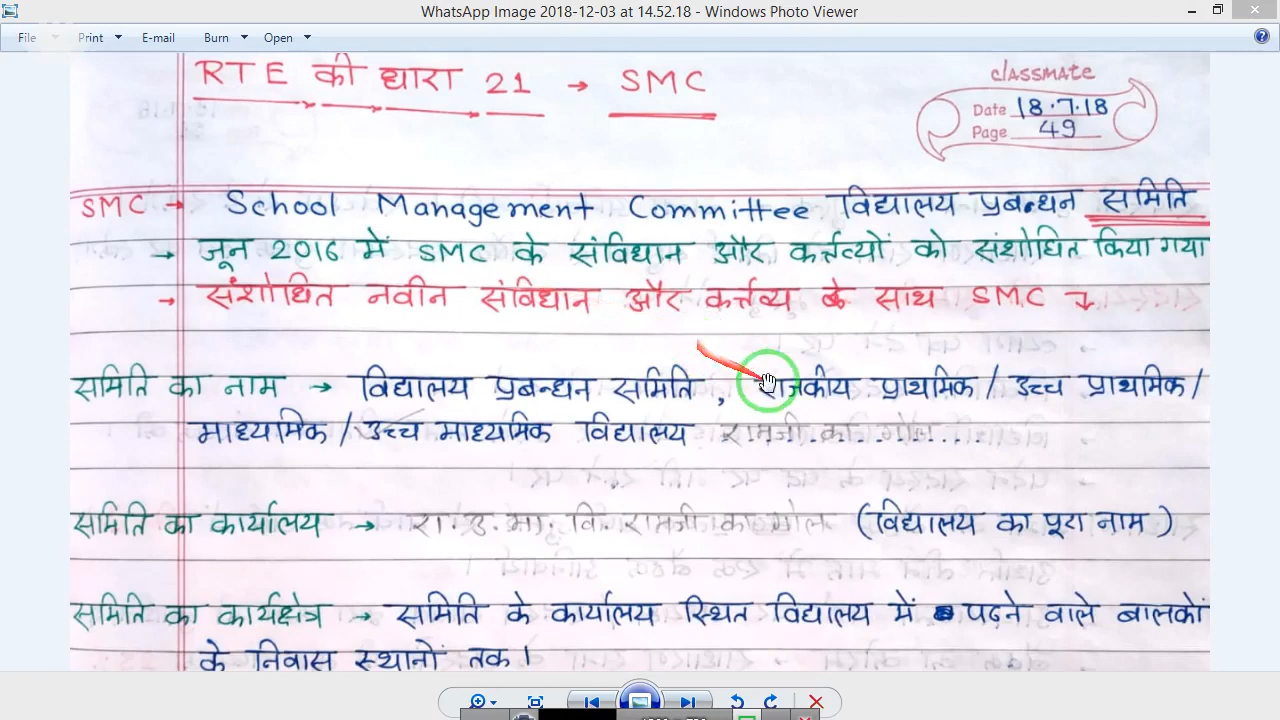 WhatsApp Image 2018-12-03 at 14.52.18 - Windows Photo Viewer
File Print E-mail Burn Open
RTE की धारा 21 → SMC
classmate
Date 18.7.18
Page 49
SMC → School Management Committee विद्यालय प्रबन्धन समिति
→ जून 2016 में SMC के संविधान और कर्त्तव्यों को संशोधित किया गया
→ संशोधित नवीन संविधान और कर्त्तव्य के साथ SMC ↓
समिति का नाम → विद्यालय प्रबन्धन समिति, राजकीय प्राथमिक / उच्च प्राथमिक /
माध्यमिक / उच्च माध्यमिक विद्यालय रामजी का गोल....
समिति का कार्यालय → रा. उ. मा. वि. रामजी का गोल (विद्यालय का पूरा नाम)
समिति का कार्यक्षेत्र → समिति के कार्यालय स्थित विद्यालय में पढ़ने वाले बालकों
के निवास स्थानों तक।